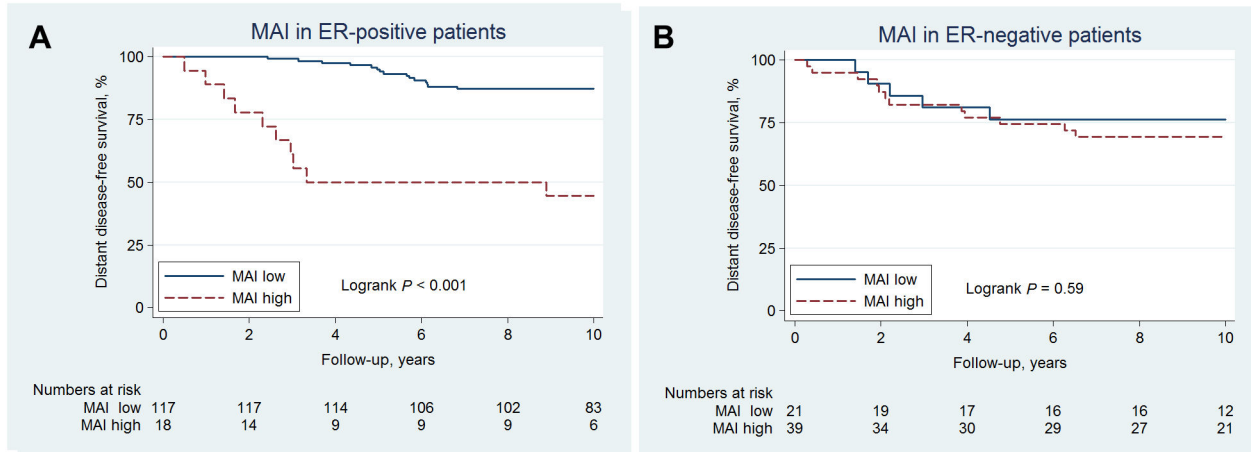 A
MAI in ER-positive patients
Distant disease-free survival, %
100
75
50
25
0
MAI low
MAI high
Logrank P < 0.001
0 2 4 6 8 10
Follow-up, years
Numbers at risk
MAI low 117 117 114 106 102 83
MAI high 18 14 9 9 9 6
B
MAI in ER-negative patients
Distant disease-free survival, %
100
75
50
25
0
MAI low
MAI high
Logrank P = 0.59
0 2 4 6 8 10
Follow-up, years
Numbers at risk
MAI low 21 19 17 16 16 12
MAI high 39 34 30 29 27 21